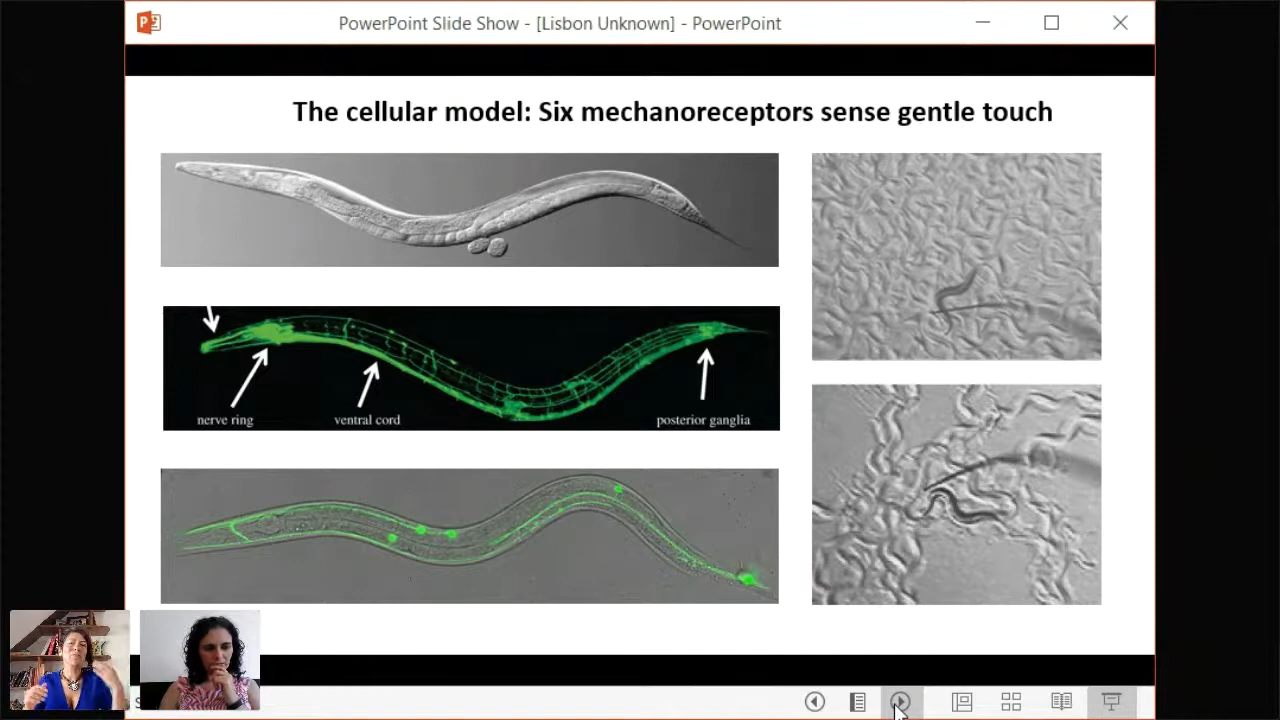 PowerPoint Slide Show - [Lisbon Unknown] - PowerPoint
The cellular model: Six mechanoreceptors sense gentle touch
nerve ring
ventral cord
posterior ganglia